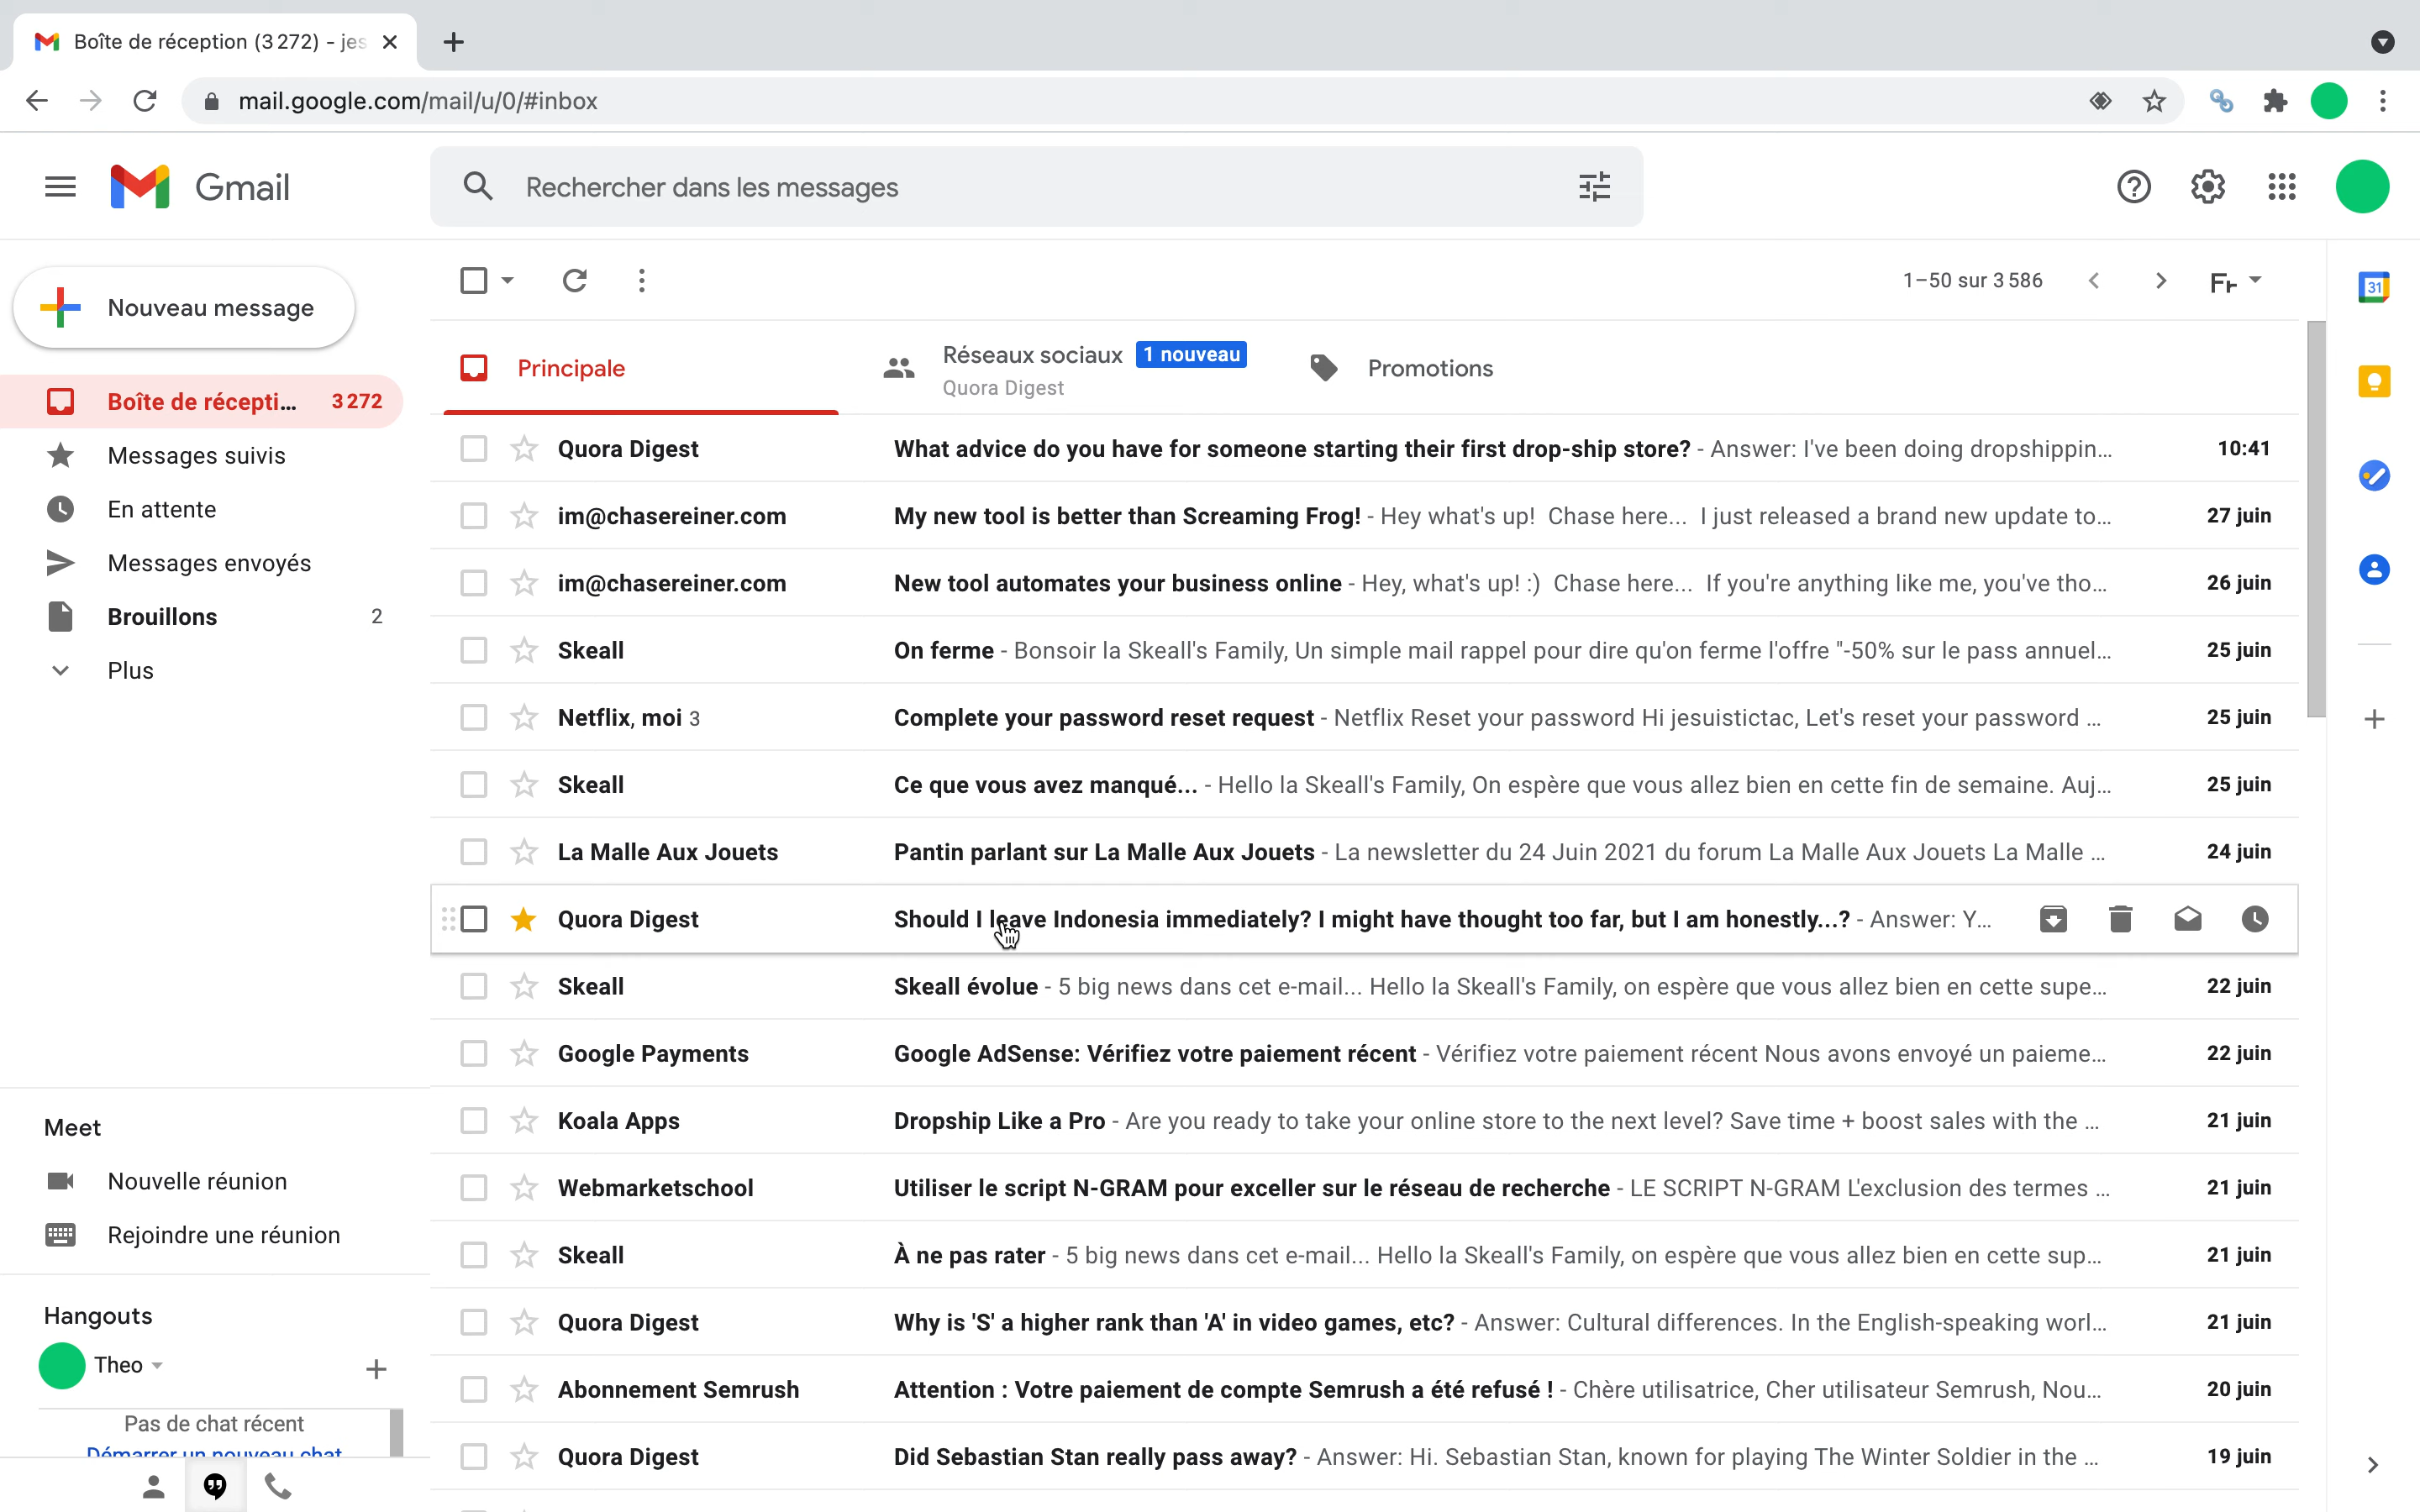 Boîte de réception (3 272) - jes
mail.google.com/mail/u/0/#inbox
Gmail
Rechercher dans les messages
Nouveau message
1–50 sur 3 586
Boîte de récepti... 3 272
Messages suivis
En attente
Messages envoyés
Brouillons 2
Plus
Principale
Réseaux sociaux 1 nouveau
Quora Digest
Promotions
Quora Digest What advice do you have for someone starting their first drop-ship store? - Answer: I've been doing dropshippin... 10:41
im@chasereiner.com My new tool is better than Screaming Frog! - Hey what's up! Chase here... I just released a brand new update to... 27 juin
im@chasereiner.com New tool automates your business online - Hey, what's up! :) Chase here... If you're anything like me, you've tho... 26 juin
Skeall On ferme - Bonsoir la Skeall's Family, Un simple mail rappel pour dire qu'on ferme l'offre "-50% sur le pass annuel... 25 juin
Netflix, moi 3 Complete your password reset request - Netflix Reset your password Hi jesuistictac, Let's reset your password ... 25 juin
Skeall Ce que vous avez manqué... - Hello la Skeall's Family, On espère que vous allez bien en cette fin de semaine. Auj... 25 juin
La Malle Aux Jouets Pantin parlant sur La Malle Aux Jouets - La newsletter du 24 Juin 2021 du forum La Malle Aux Jouets La Malle ... 24 juin
Quora Digest Should I leave Indonesia immediately? I might have thought too far, but I am honestly...? - Answer: Y...
Skeall Skeall évolue - 5 big news dans cet e-mail... Hello la Skeall's Family, on espère que vous allez bien en cette supe... 22 juin
Google Payments Google AdSense: Vérifiez votre paiement récent - Vérifiez votre paiement récent Nous avons envoyé un paieme... 22 juin
Koala Apps Dropship Like a Pro - Are you ready to take your online store to the next level? Save time + boost sales with the ... 21 juin
Webmarketschool Utiliser le script N-GRAM pour exceller sur le réseau de recherche - LE SCRIPT N-GRAM L'exclusion des termes ... 21 juin
Skeall À ne pas rater - 5 big news dans cet e-mail... Hello la Skeall's Family, on espère que vous allez bien en cette sup... 21 juin
Quora Digest Why is 'S' a higher rank than 'A' in video games, etc? - Answer: Cultural differences. In the English-speaking worl... 21 juin
Abonnement Semrush Attention : Votre paiement de compte Semrush a été refusé ! - Chère utilisatrice, Cher utilisateur Semrush, Nou... 20 juin
Quora Digest Did Sebastian Stan really pass away? - Answer: Hi. Sebastian Stan, known for playing The Winter Soldier in the ... 19 juin
Meet
Nouvelle réunion
Rejoindre une réunion
Hangouts
Theo
Pas de chat récent
Démarrer un nouveau chat
31